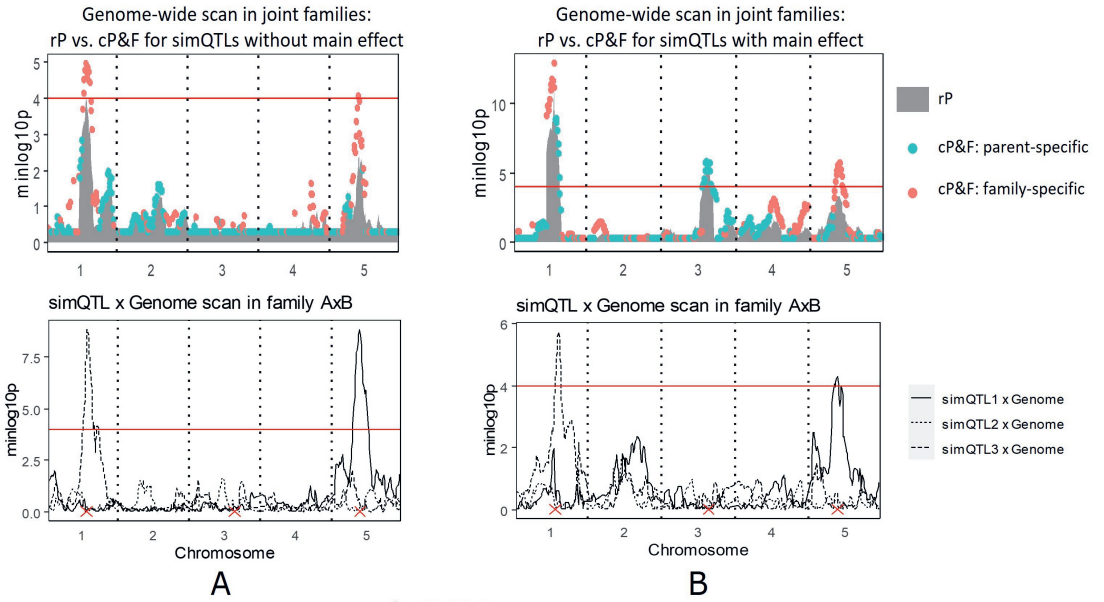 Genome-wide scan in joint families:
rP vs. cP&F for simQTLs without main effect
5
4
3
2
1
0
minlog10p
1 2 3 4 5
simQTL x Genome scan in family AxB
7.5
5.0
2.5
0.0
minlog10p
1 2 3 4 5
Chromosome
A
Genome-wide scan in joint families:
rP vs. cP&F for simQTLs with main effect
10
5
0
minlog10p
1 2 3 4 5
simQTL x Genome scan in family AxB
6
4
2
0
minlog10p
1 2 3 4 5
Chromosome
B
rP
cP&F: parent-specific
cP&F: family-specific
simQTL1 x Genome
simQTL2 x Genome
simQTL3 x Genome